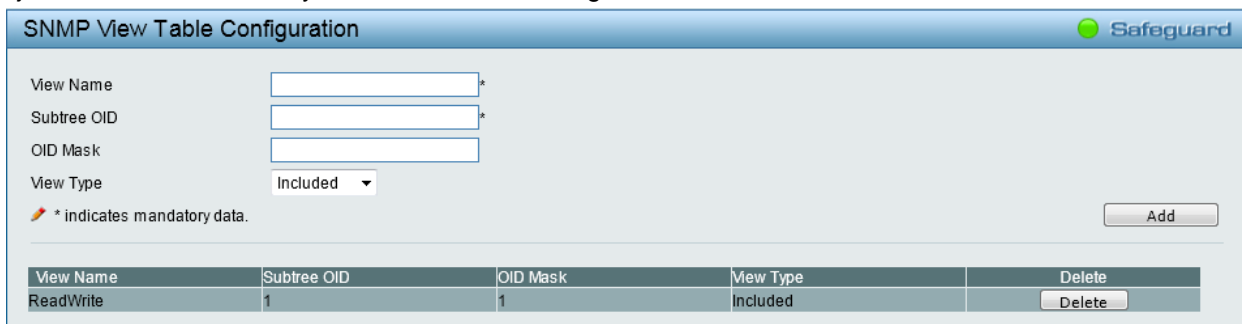 SNMP View Table Configuration
Safeguard
View Name *
Subtree OID *
OID Mask
View Type Included
* indicates mandatory data.
Add
View Name Subtree OID OID Mask View Type Delete
ReadWrite 1 1 Included Delete